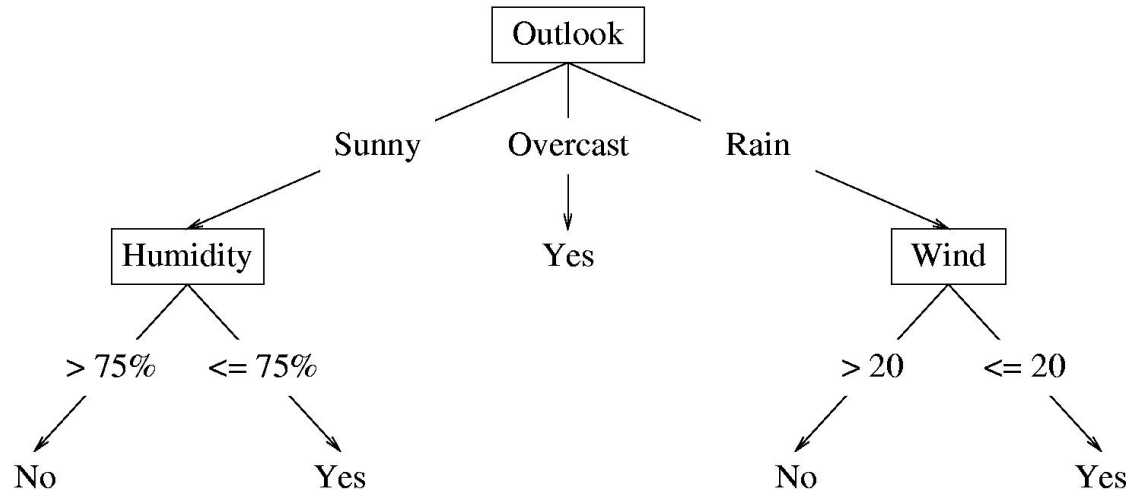 Outlook
Sunny Overcast Rain
Humidity Yes Wind
> 75% <= 75% > 20 <= 20
No Yes No Yes